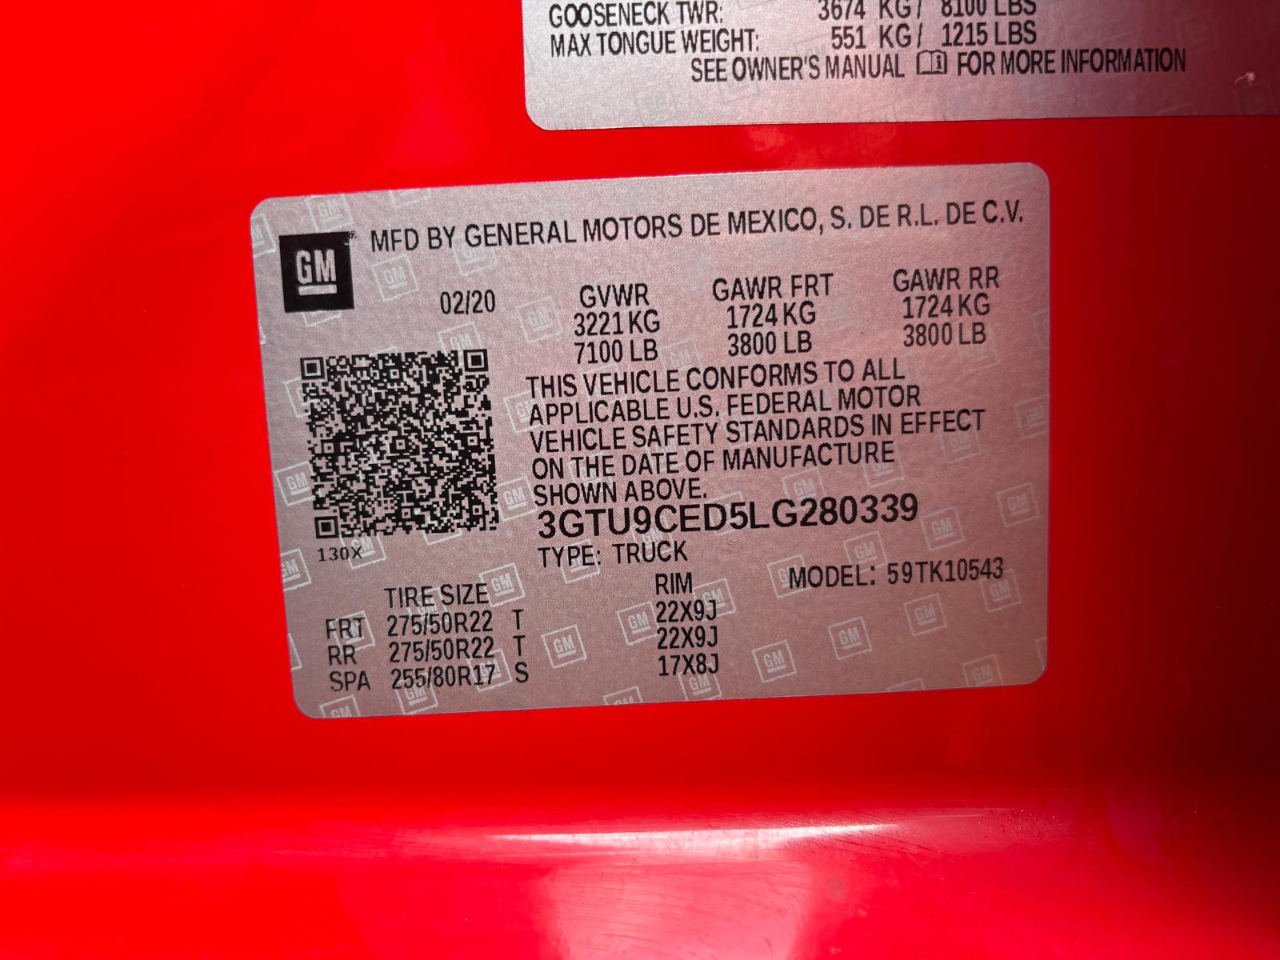 GOOSENECK TWR: 3674 KG/ 8100 LBS
MAX TONGUE WEIGHT: 551 KG/ 1215 LBS
SEE OWNER'S MANUAL FOR MORE INFORMATION
GM
MFD BY GENERAL MOTORS DE MEXICO, S. DE R.L. DE C.V.
02/20 GVWR GAWR FRT GAWR RR
3221 KG 1724 KG 1724 KG
7100 LB 3800 LB 3800 LB
THIS VEHICLE CONFORMS TO ALL
APPLICABLE U.S. FEDERAL MOTOR
VEHICLE SAFETY STANDARDS IN EFFECT
ON THE DATE OF MANUFACTURE
SHOWN ABOVE.
3GTU9CED5LG280339
130X
TYPE: TRUCK
MODEL: 59TK10543
TIRE SIZE RIM
FRT 275/50R22 T 22X9J
RR 275/50R22 T 22X9J
SPA 255/80R17 S 17X8J